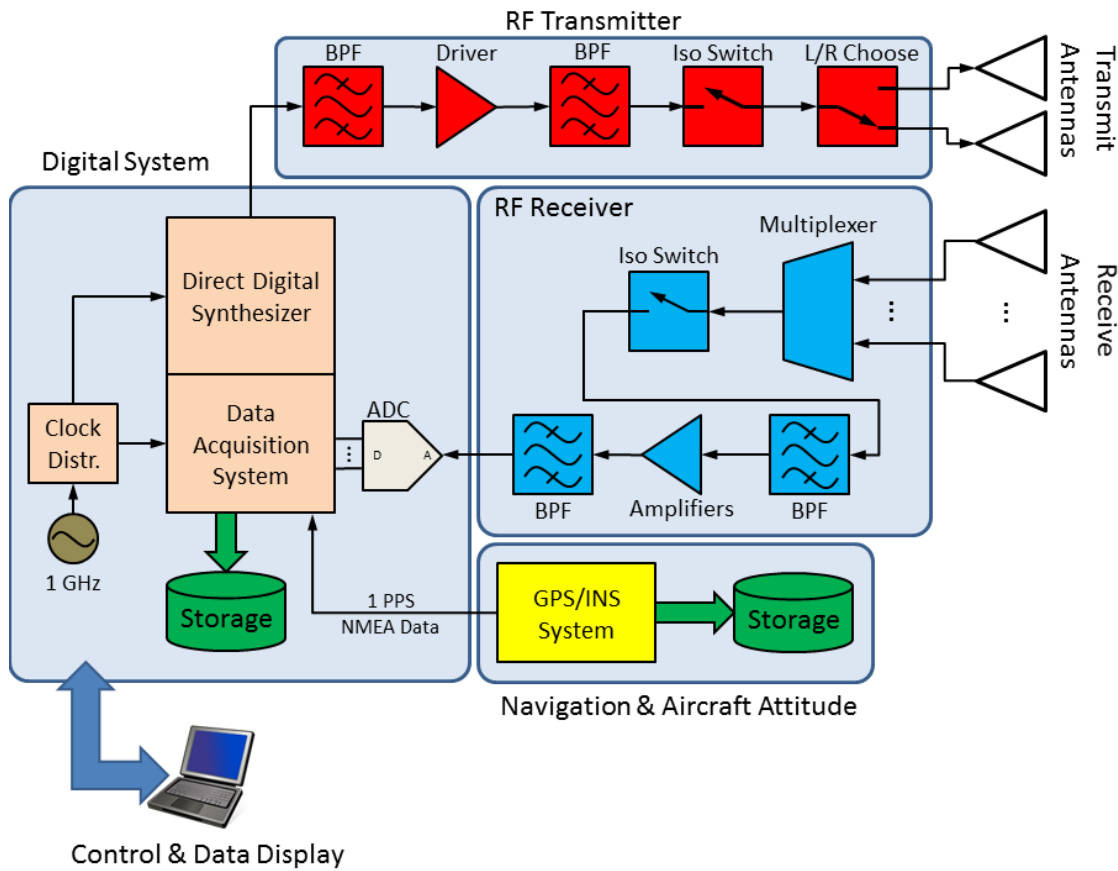 RF Transmitter
BPF
Driver
BPF
Iso Switch
L/R Choose
Transmit
Antennas
Digital System
Direct Digital
Synthesizer
Clock
Distr.
Data
Acquisition
System
ADC
D
A
1 GHz
Storage
RF Receiver
Multiplexer
Iso Switch
BPF
Amplifiers
BPF
Receive
Antennas
1 PPS
NMEA Data
GPS/INS
System
Storage
Navigation & Aircraft Attitude
Control & Data Display